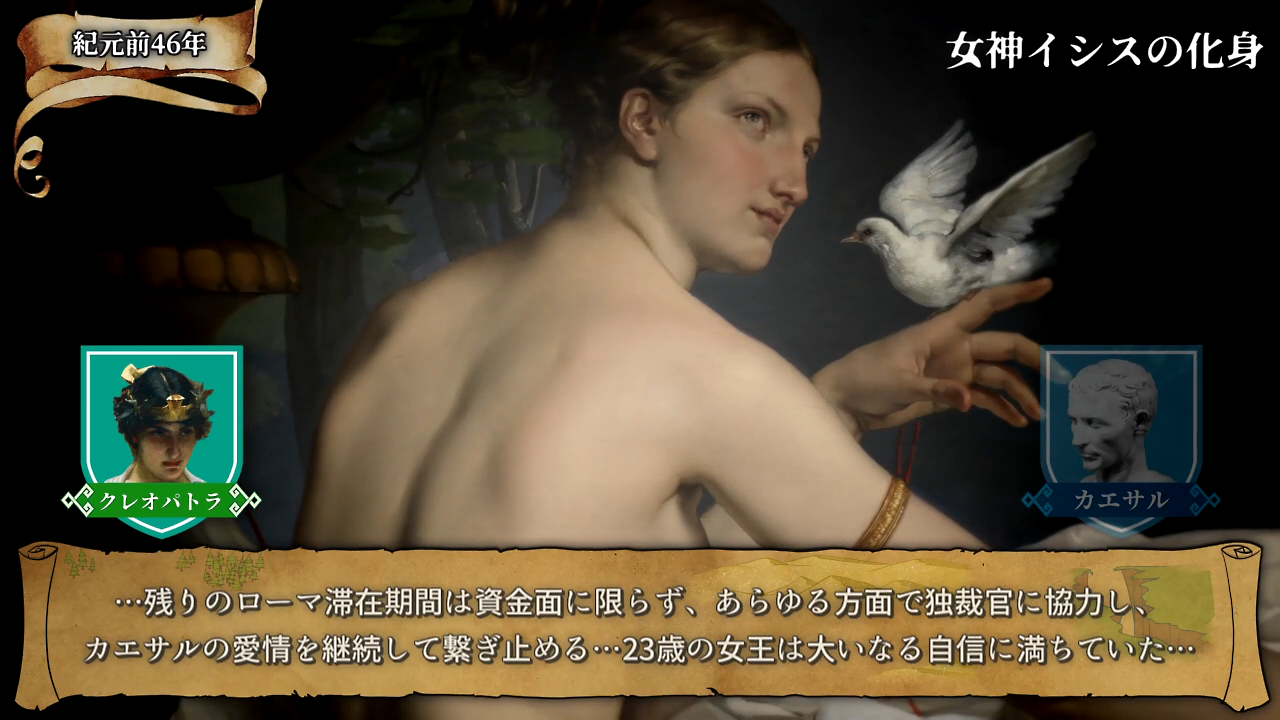 紀元前46年
女神イシスの化身
クレオパトラ
カエサル
…残りのローマ滞在期間は資金面に限らず、あらゆる方面で独裁官に協力し、
カエサルの愛情を継続して繋ぎ止める…23歳の女王は大いなる自信に満ちていた…